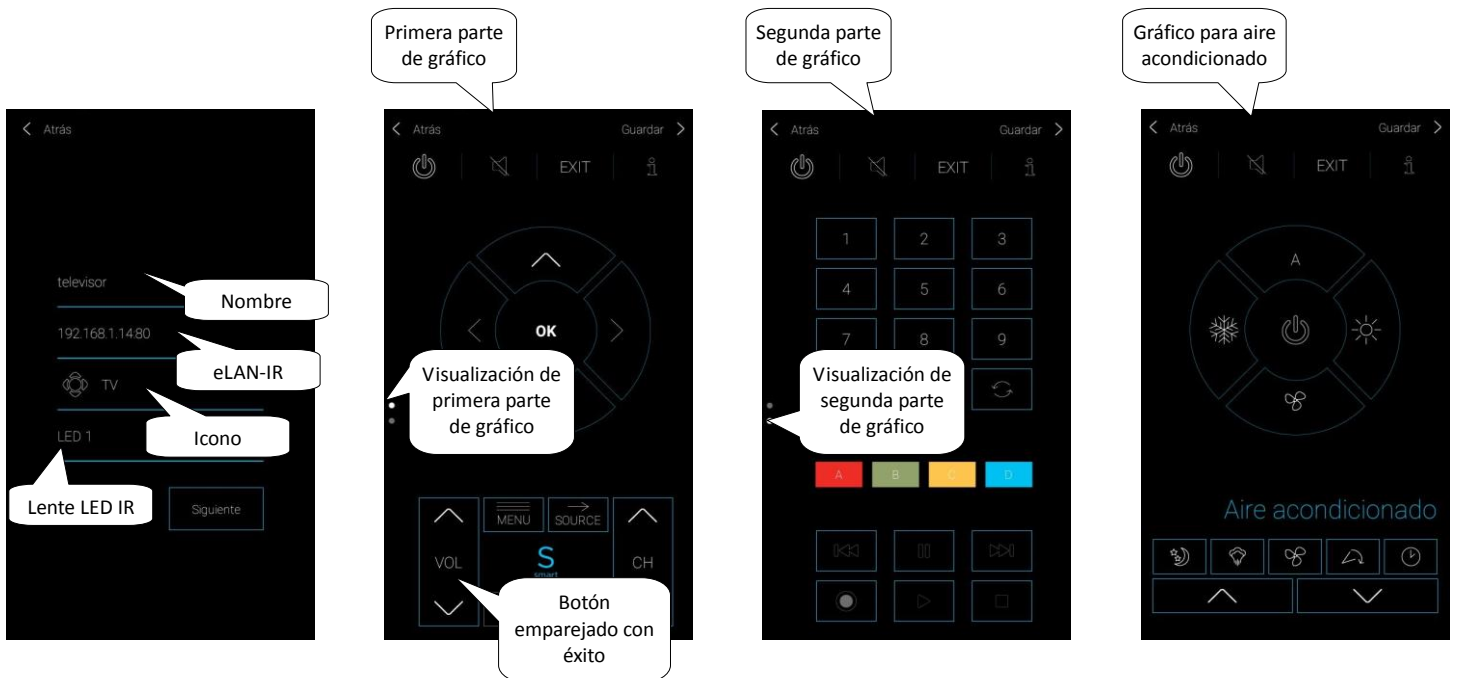 Primera parte
de gráfico
Segunda parte
de gráfico
Gráfico para aire
acondicionado
Atrás
televisor
Nombre
192.168.1.14:80
eLAN-IR
TV
Icono
LED 1
Lente LED IR
Siguiente
Atrás
Guardar
EXIT
OK
Visualización de
primera parte
de gráfico
MENU
SOURCE
VOL
S
smart
CH
Botón
emparejado con
éxito
Atrás
Guardar
EXIT
1 2 3
4 5 6
7 8 9
Visualización de
segunda parte
de gráfico
A B C D
Atrás
Guardar
EXIT
A
Aire acondicionado